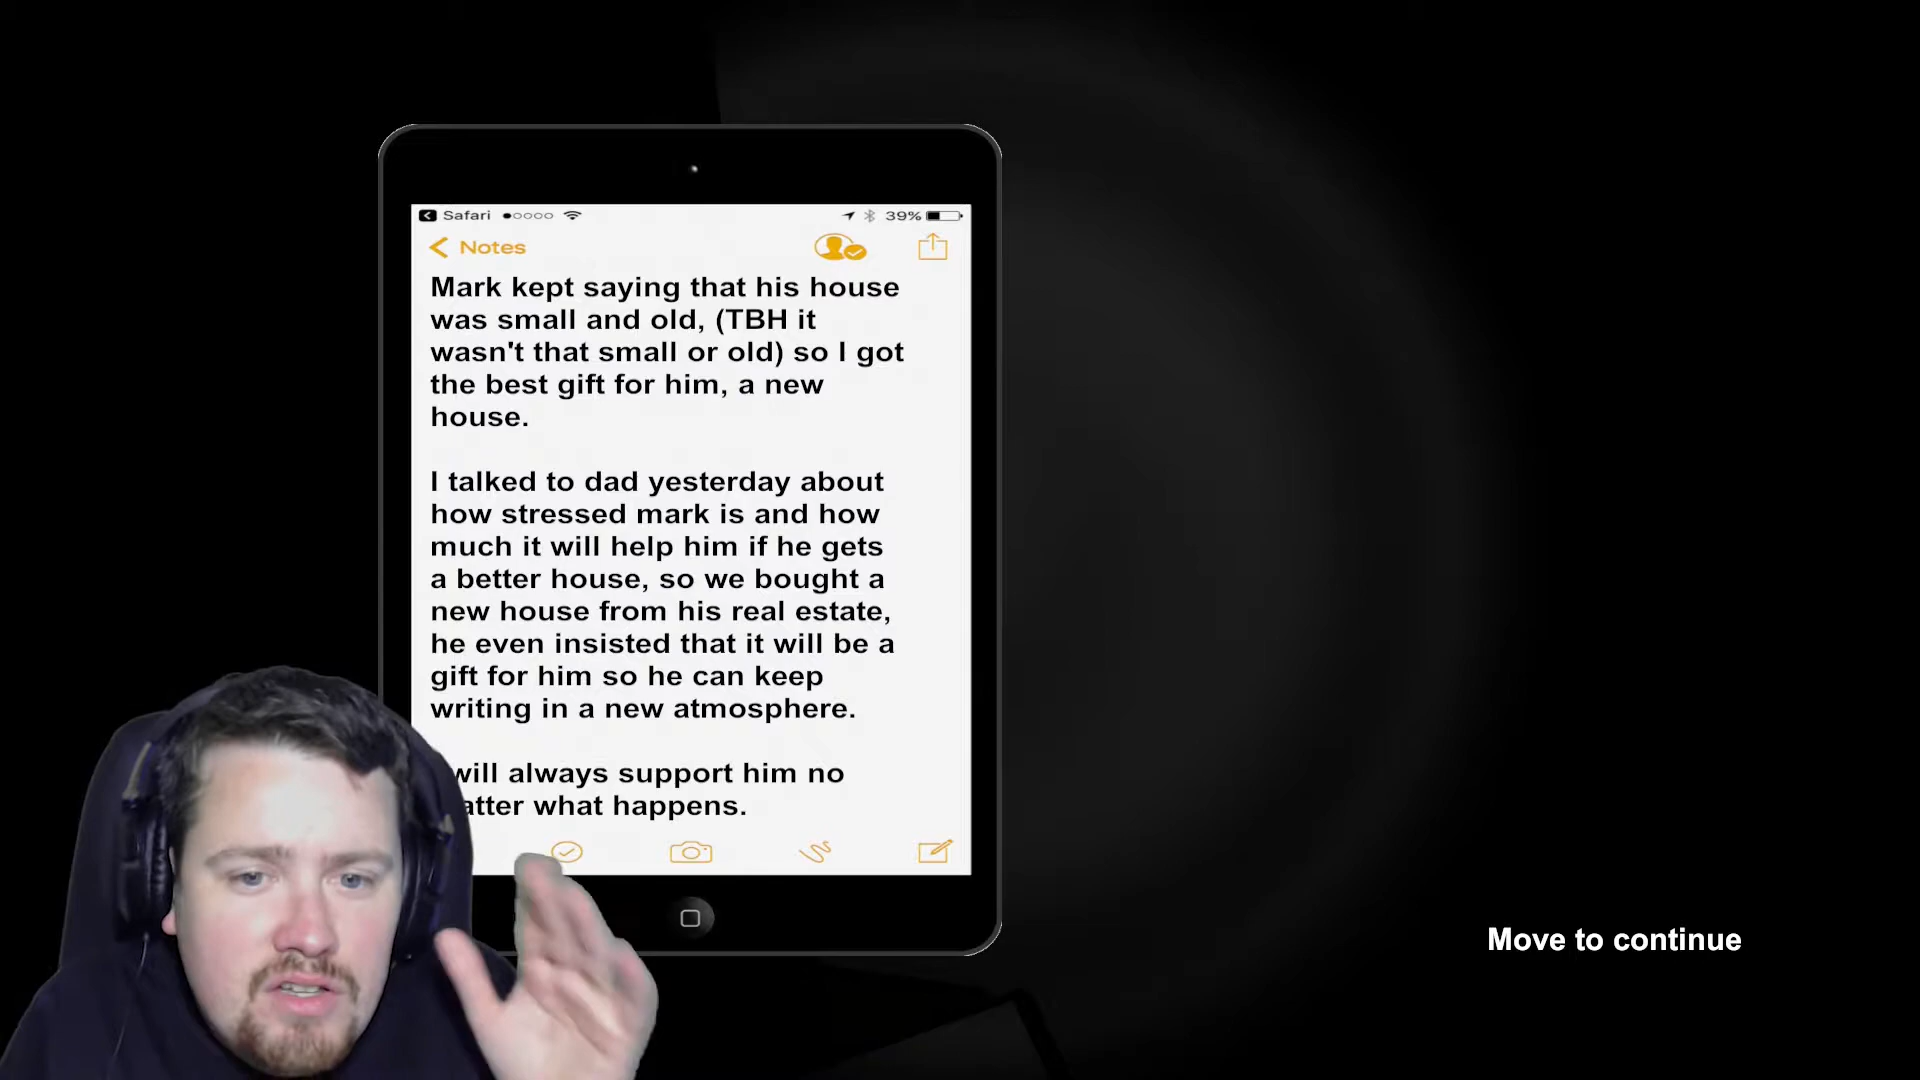 Safari 39%
Notes
Mark kept saying that his house
was small and old, (TBH it
wasn't that small or old) so I got
the best gift for him, a new
house.
I talked to dad yesterday about
how stressed mark is and how
much it will help him if he gets
a better house, so we bought a
new house from his real estate,
he even insisted that it will be a
gift for him so he can keep
writing in a new atmosphere.
will always support him no
what happens.
Move to continue